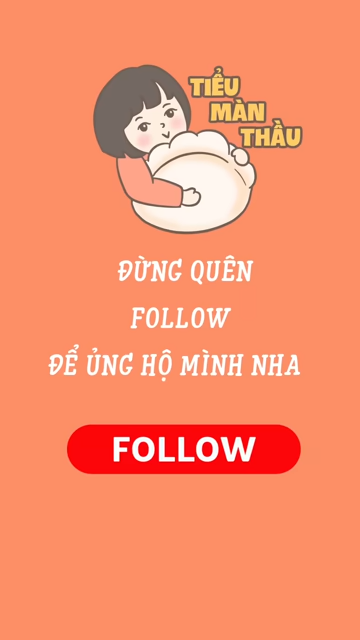 TIỂU
MÀN
THẦU
ĐỪNG QUÊN
FOLLOW
ĐỂ ỦNG HỘ MÌNH NHA
FOLLOW